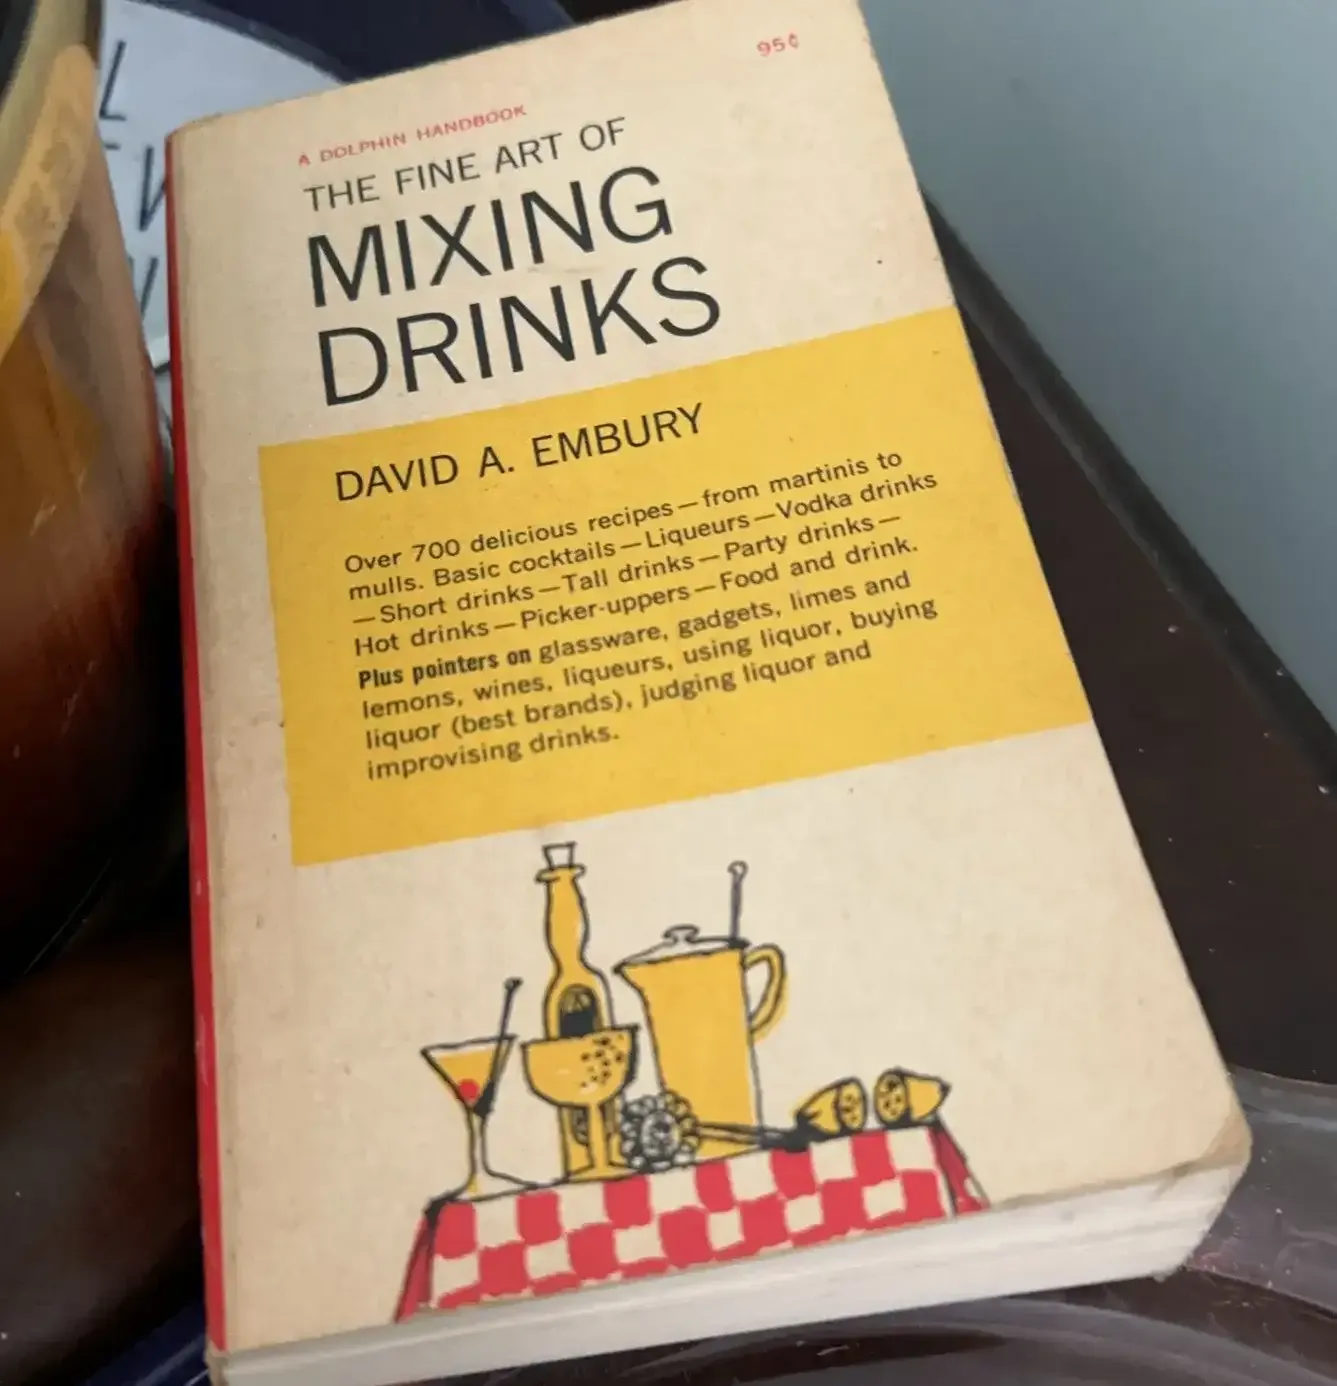 95¢
A DOLPHIN HANDBOOK
THE FINE ART OF
MIXING
DRINKS
DAVID A. EMBURY
Over 700 delicious recipes—from martinis to
mulls. Basic cocktails—Liqueurs—Vodka drinks
—Short drinks—Tall drinks—Party drinks—
Hot drinks—Picker-uppers—Food and drink.
Plus pointers on glassware, gadgets, limes and
lemons, wines, liqueurs, using liquor, buying
liquor (best brands), judging liquor and
improvising drinks.